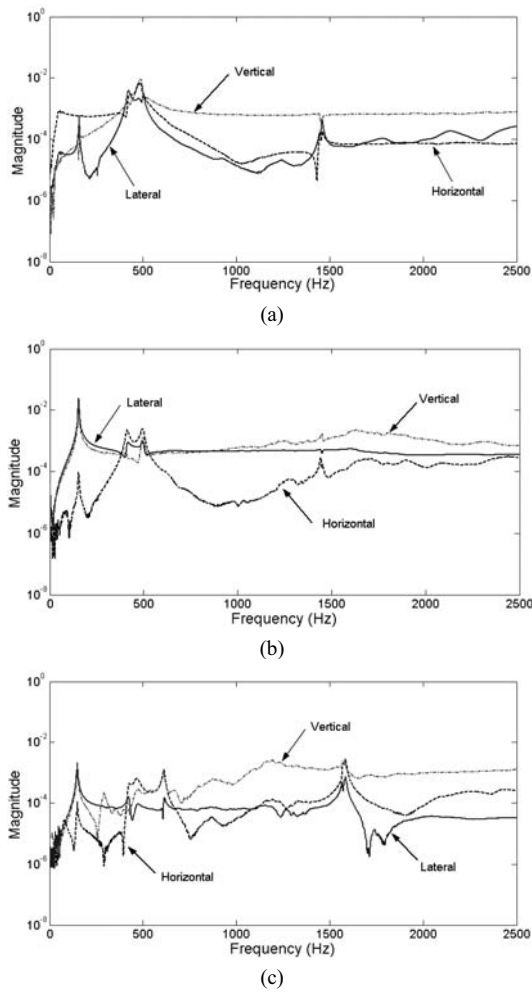 10^0
10^-2
10^-4
10^-6
10^-8
Magnitude
Vertical
Lateral
Horizontal
0 500 1000 1500 2000 2500
Frequency (Hz)
(a)
10^0
10^-2
10^-4
10^-6
10^-8
Magnitude
Lateral
Vertical
Horizontal
0 500 1000 1500 2000 2500
Frequency (Hz)
(b)
10^0
10^-2
10^-4
10^-6
10^-8
Magnitude
Vertical
Horizontal
Lateral
0 500 1000 1500 2000 2500
Frequency (Hz)
(c)